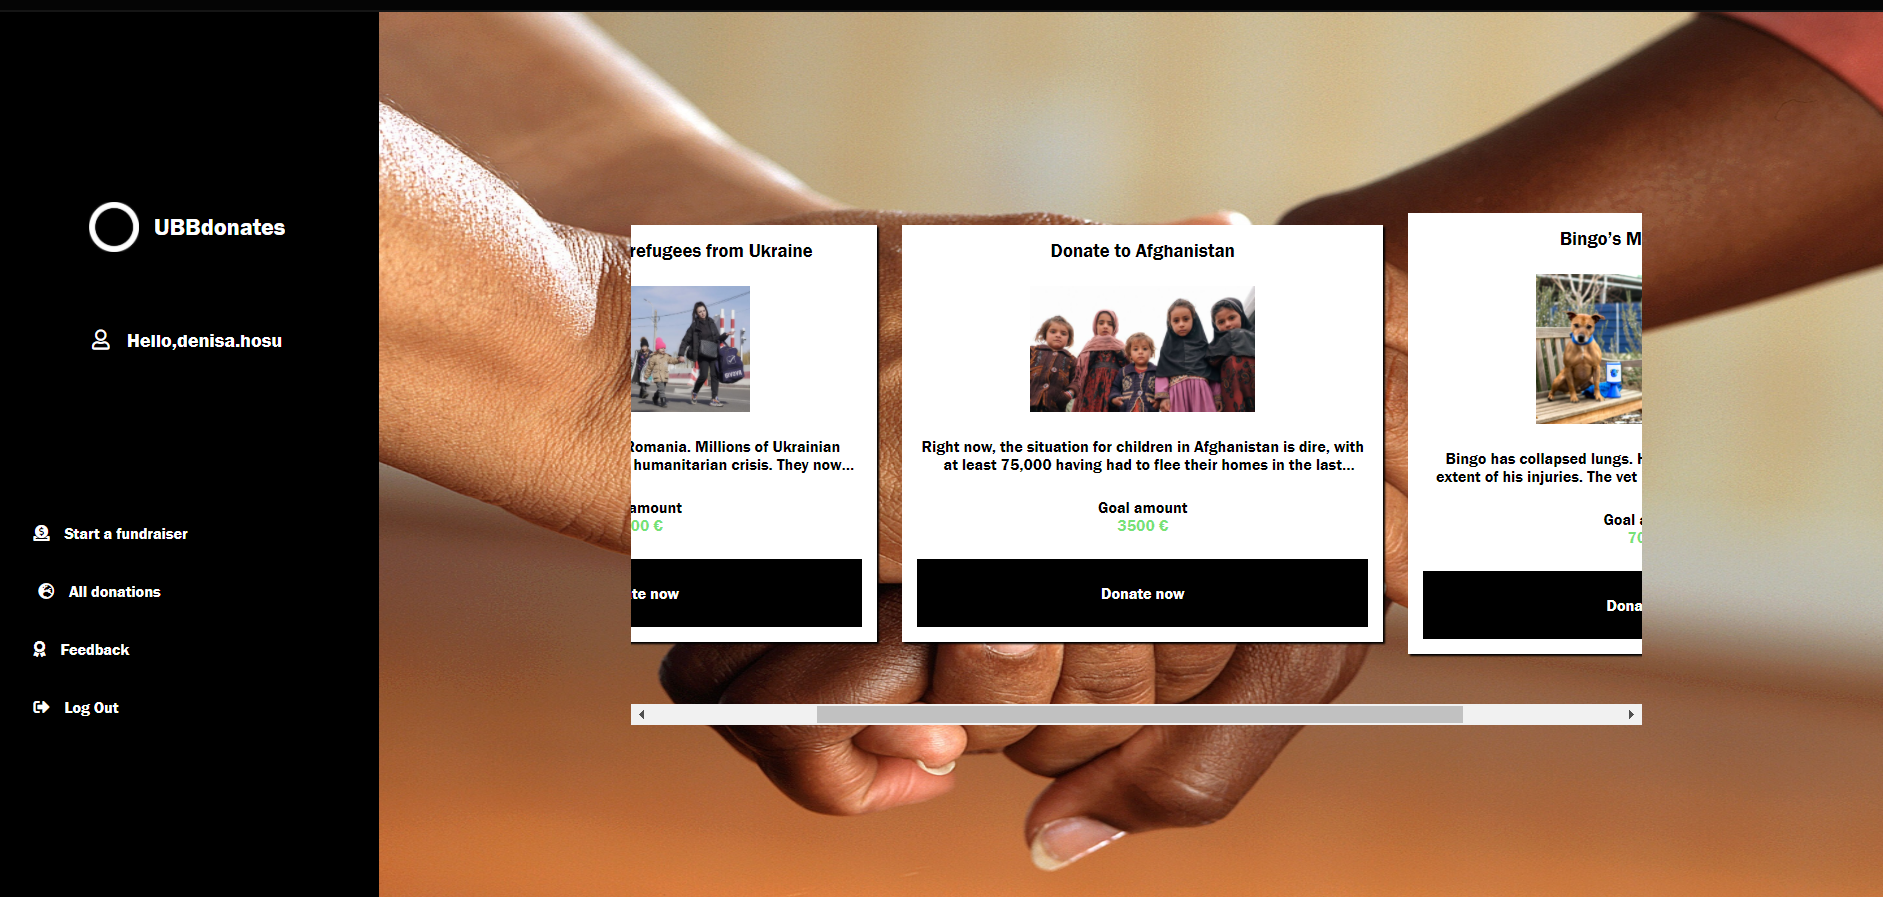 UBBdonates
Hello,denisa.hosu
Start a fundraiser
All donations
Feedback
Log Out
refugees from Ukraine
Romania. Millions of Ukrainian
humanitarian crisis. They now...
amount
00 €
te now
Donate to Afghanistan
Right now, the situation for children in Afghanistan is dire, with
at least 75,000 having had to flee their homes in the last...
Goal amount
3500 €
Donate now
Bingo's M
Bingo has collapsed lungs. H
extent of his injuries. The vet
Goal a
70
Dona